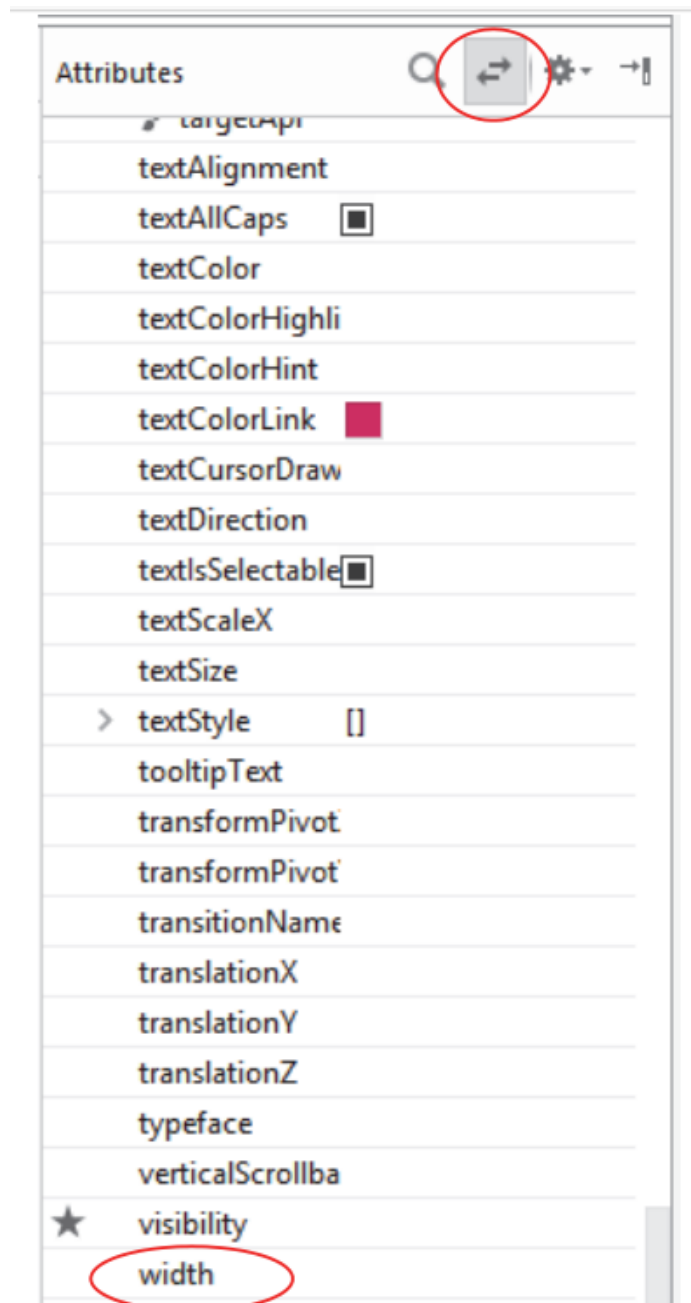 Attributes
targetApi
textAlignment
textAllCaps
textColor
textColorHighli
textColorHint
textColorLink
textCursorDraw
textDirection
textIsSelectable
textScaleX
textSize
textStyle []
tooltipText
transformPivot
transformPivot
transitionName
translationX
translationY
translationZ
typeface
verticalScrollba
visibility
width